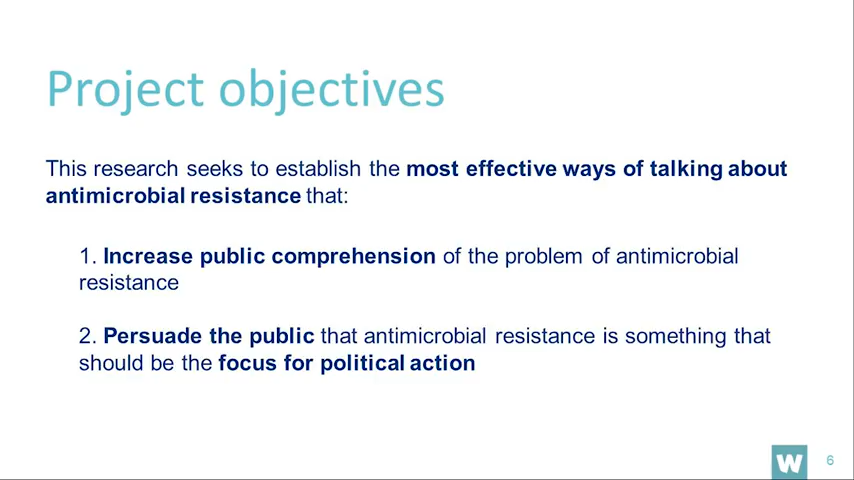 Project objectives
This research seeks to establish the most effective ways of talking about
antimicrobial resistance that:
1. Increase public comprehension of the problem of antimicrobial
resistance
2. Persuade the public that antimicrobial resistance is something that
should be the focus for political action
W
6